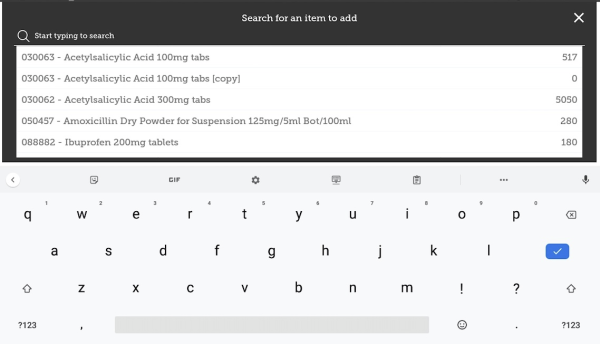 Search for an item to add
Start typing to search
030063 - Acetylsalicylic Acid 100mg tabs 517
030063 - Acetylsalicylic Acid 100mg tabs [copy] 0
030062 - Acetylsalicylic Acid 300mg tabs 5050
050457 - Amoxicillin Dry Powder for Suspension 125mg/5ml Bot/100ml 280
088882 - Ibuprofen 200mg tablets 180
GIF
1 2 3 4 5 6 7 8 9 0
q w e r t y u i o p
a s d f g h j k l
z x c v b n m ! ?
?123 , . ?123